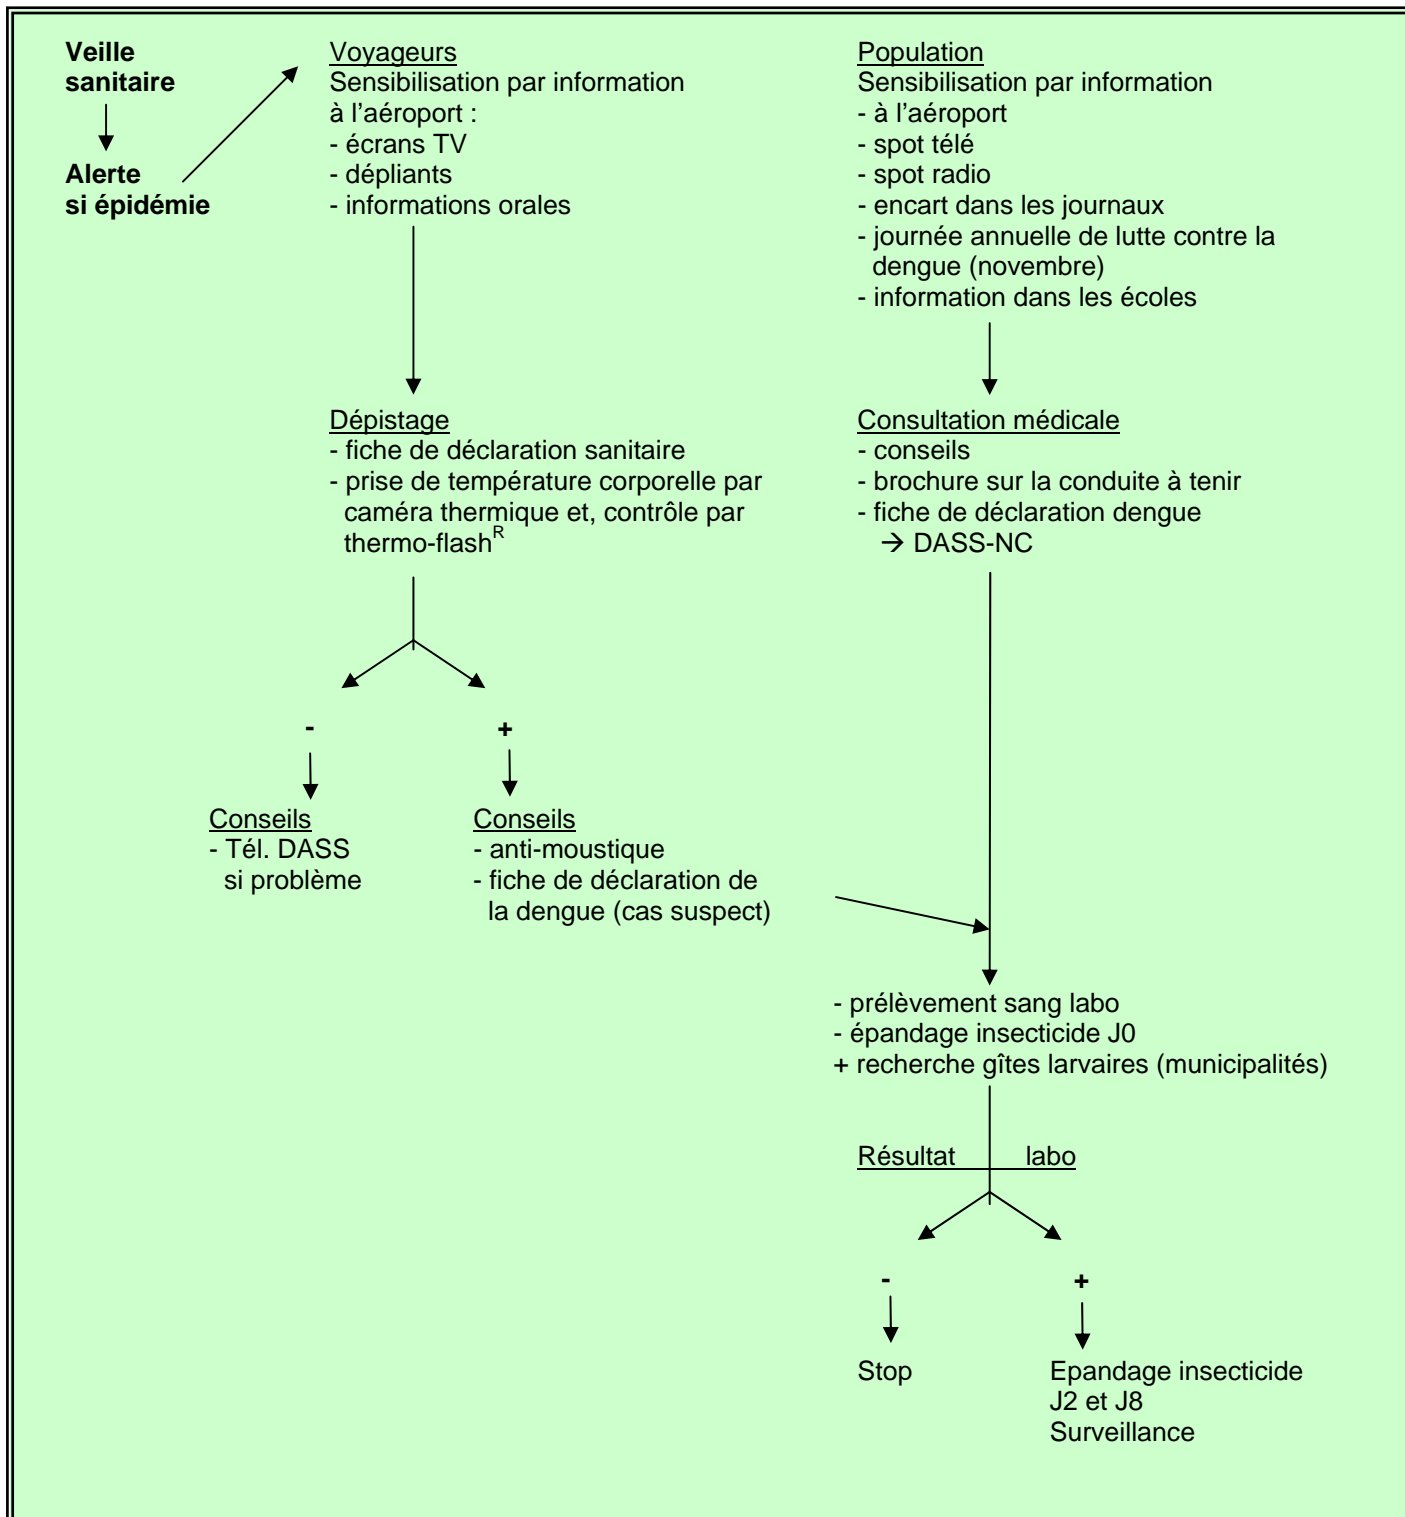 Veille
sanitaire
Alerte
si épidémie
Voyageurs
Sensibilisation par information
à l'aéroport :
- écrans TV
- dépliants
- informations orales
Population
Sensibilisation par information
- à l'aéroport
- spot télé
- spot radio
- encart dans les journaux
- journée annuelle de lutte contre la
dengue (novembre)
- information dans les écoles
Dépistage
- fiche de déclaration sanitaire
- prise de température corporelle par
caméra thermique et, contrôle par
thermo-flashR
Consultation médicale
- conseils
- brochure sur la conduite à tenir
- fiche de déclaration dengue
→ DASS-NC
-
+
Conseils
- Tél. DASS
si problème
Conseils
- anti-moustique
- fiche de déclaration de
la dengue (cas suspect)
- prélèvement sang labo
- épandage insecticide J0
+ recherche gîtes larvaires (municipalités)
Résultat labo
-
+
Stop
Epandage insecticide
J2 et J8
Surveillance